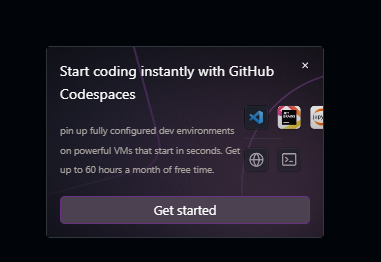 Start coding instantly with GitHub
Codespaces
pin up fully configured dev environments
on powerful VMs that start in seconds. Get
up to 60 hours a month of free time.
Get started